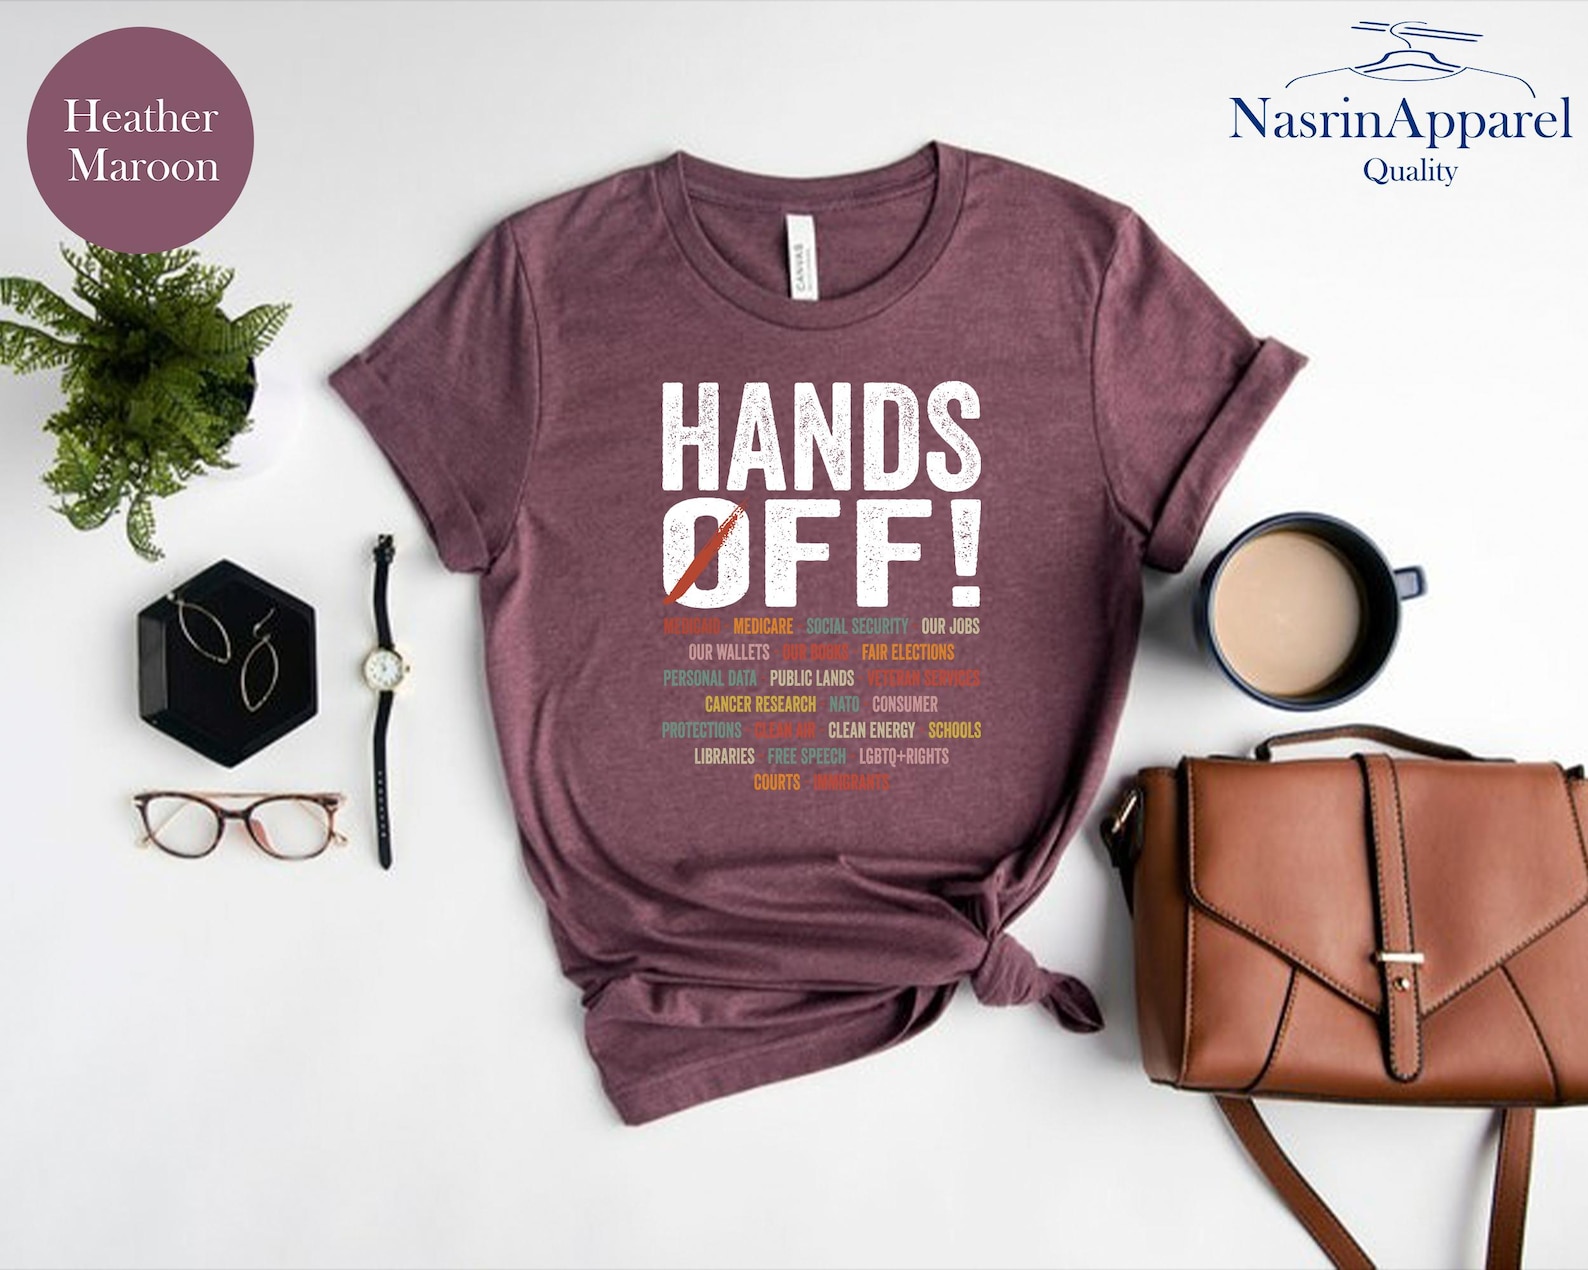 Heather
Maroon
NasrinApparel
Quality
CANVAS
HANDS
OFF!
MEDICAID MEDICARE SOCIAL SECURITY OUR JOBS
OUR WALLETS OUR BOOKS FAIR ELECTIONS
PERSONAL DATA PUBLIC LANDS VETERAN SERVICES
CANCER RESEARCH NATO CONSUMER
PROTECTIONS CLEAN AIR CLEAN ENERGY SCHOOLS
LIBRARIES FREE SPEECH LGBTQ+RIGHTS
COURTS IMMIGRANTS